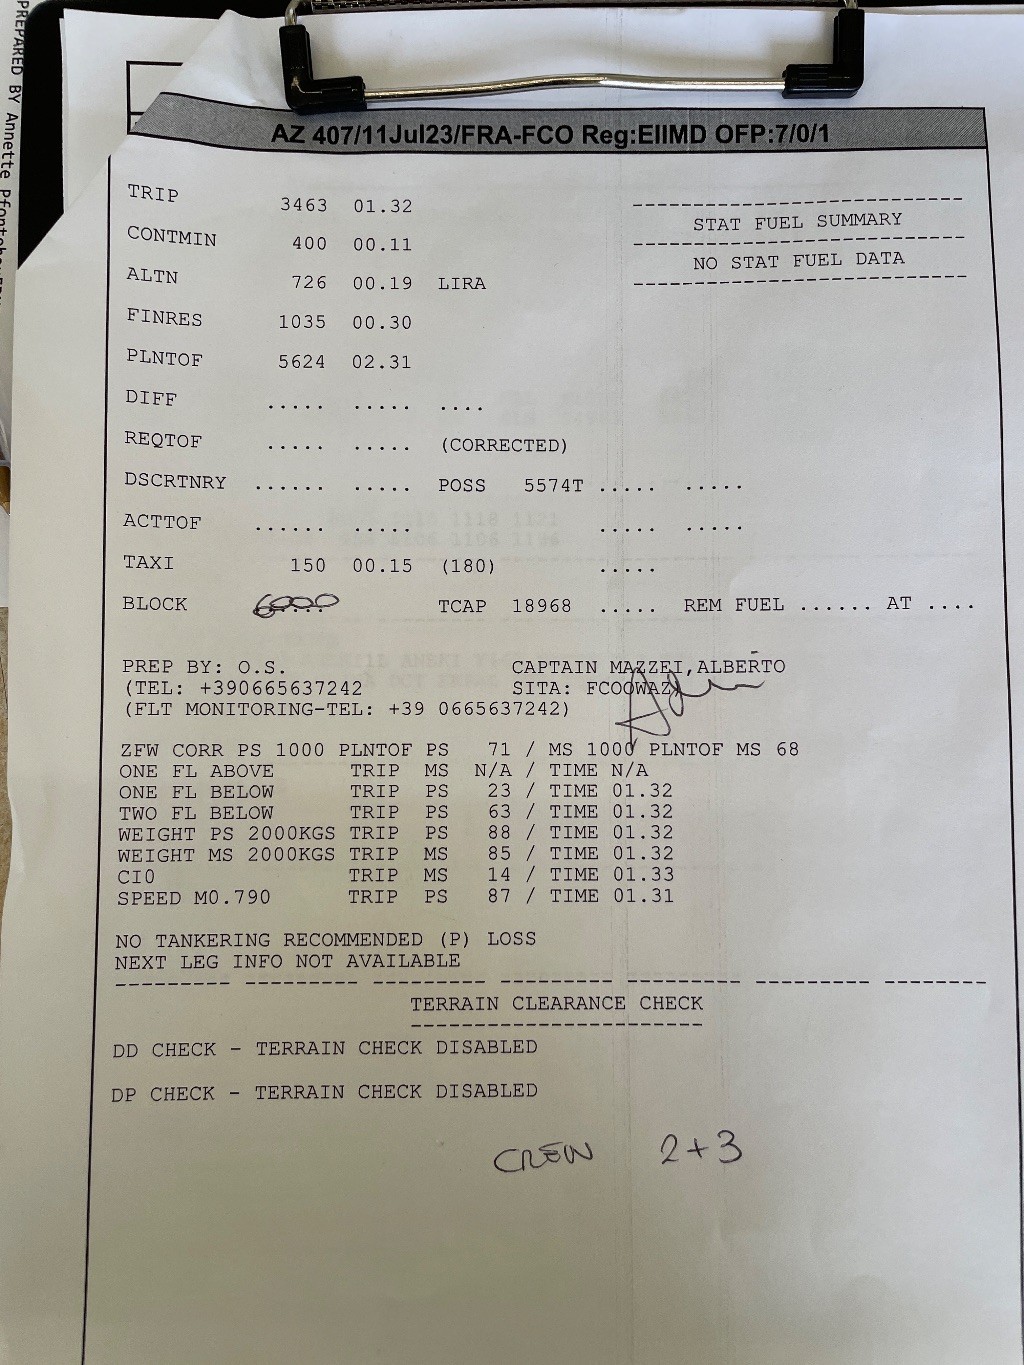 PREPARED BY Annette
AZ 407/11Jul23/FRA-FCO Reg:EIIMD OFP:7/0/1
TRIP 3463 01.32
CONTMIN 400 00.11
ALTN 726 00.19 LIRA
FINRES 1035 00.30
PLNTOF 5624 02.31
DIFF ..... ..... ....
REQTOF ..... ..... (CORRECTED)
DSCRTNRY ...... ..... POSS 5574T ..... .....
ACTTOF ...... ..... ..... .....
TAXI 150 00.15 (180) .....
BLOCK 6000 TCAP 18968 ..... REM FUEL ...... AT ....
STAT FUEL SUMMARY
NO STAT FUEL DATA
PREP BY: O.S. CAPTAIN MAZZEI,ALBERTO
(TEL: +390665637242 SITA: FCOOWAZ
(FLT MONITORING-TEL: +39 0665637242)
ZFW CORR PS 1000 PLNTOF PS 71 / MS 1000 PLNTOF MS 68
ONE FL ABOVE TRIP MS N/A / TIME N/A
ONE FL BELOW TRIP PS 23 / TIME 01.32
TWO FL BELOW TRIP PS 63 / TIME 01.32
WEIGHT PS 2000KGS TRIP PS 88 / TIME 01.32
WEIGHT MS 2000KGS TRIP MS 85 / TIME 01.32
CI0 TRIP MS 14 / TIME 01.33
SPEED M0.790 TRIP PS 87 / TIME 01.31
NO TANKERING RECOMMENDED (P) LOSS
NEXT LEG INFO NOT AVAILABLE
TERRAIN CLEARANCE CHECK
DD CHECK - TERRAIN CHECK DISABLED
DP CHECK - TERRAIN CHECK DISABLED
CREW 2+3